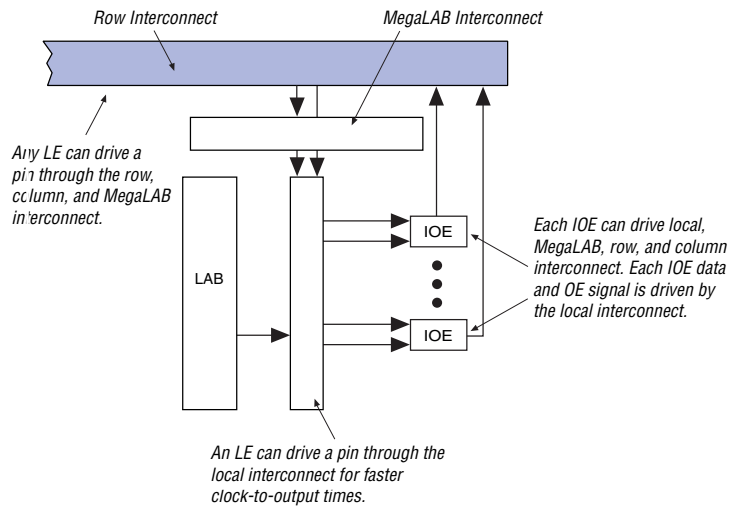 Row Interconnect
MegaLAB Interconnect
Any LE can drive a
pin through the row,
column, and MegaLAB
interconnect.
LAB
IOE
IOE
Each IOE can drive local,
MegaLAB, row, and column
interconnect. Each IOE data
and OE signal is driven by
the local interconnect.
An LE can drive a pin through the
local interconnect for faster
clock-to-output times.